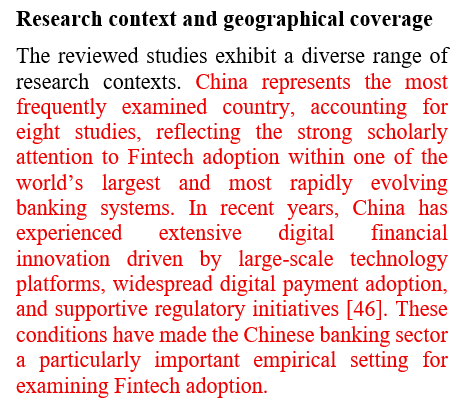 Research context and geographical coverage
The reviewed studies exhibit a diverse range of
research contexts. China represents the most
frequently examined country, accounting for
eight studies, reflecting the strong scholarly
attention to Fintech adoption within one of the
world’s largest and most rapidly evolving
banking systems. In recent years, China has
experienced extensive digital financial
innovation driven by large-scale technology
platforms, widespread digital payment adoption,
and supportive regulatory initiatives [46]. These
conditions have made the Chinese banking sector
a particularly important empirical setting for
examining Fintech adoption.